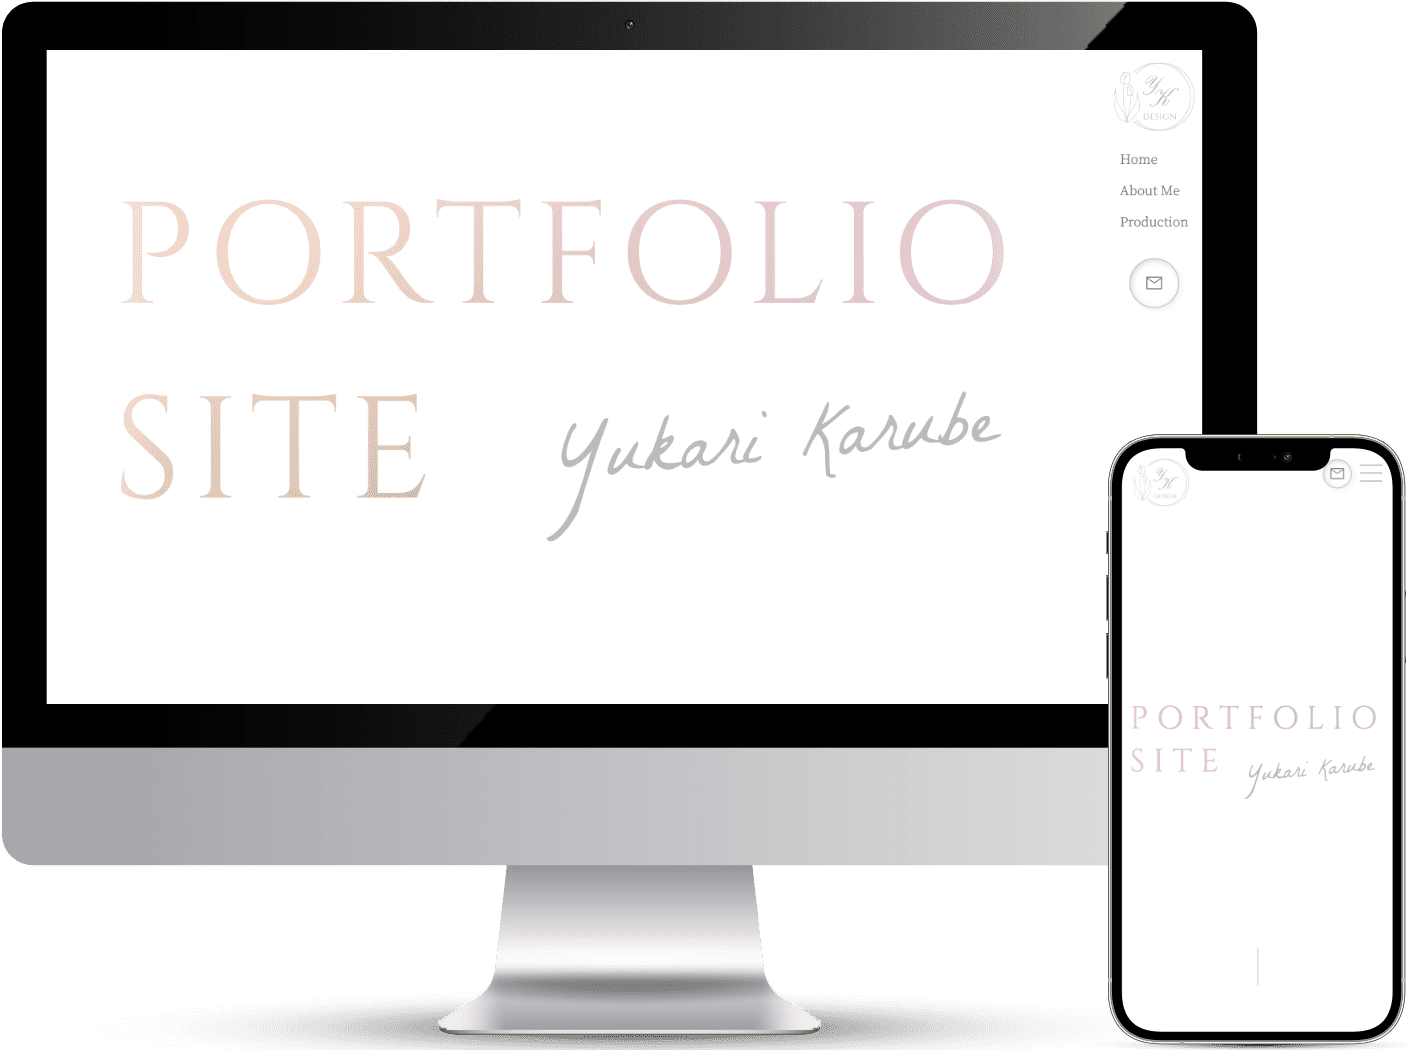 YK
DESIGN
Home
About Me
Production
PORTFOLIO
SITE
Yukari Karube
YK
DESIGN
PORTFOLIO
SITE
Yukari Karube